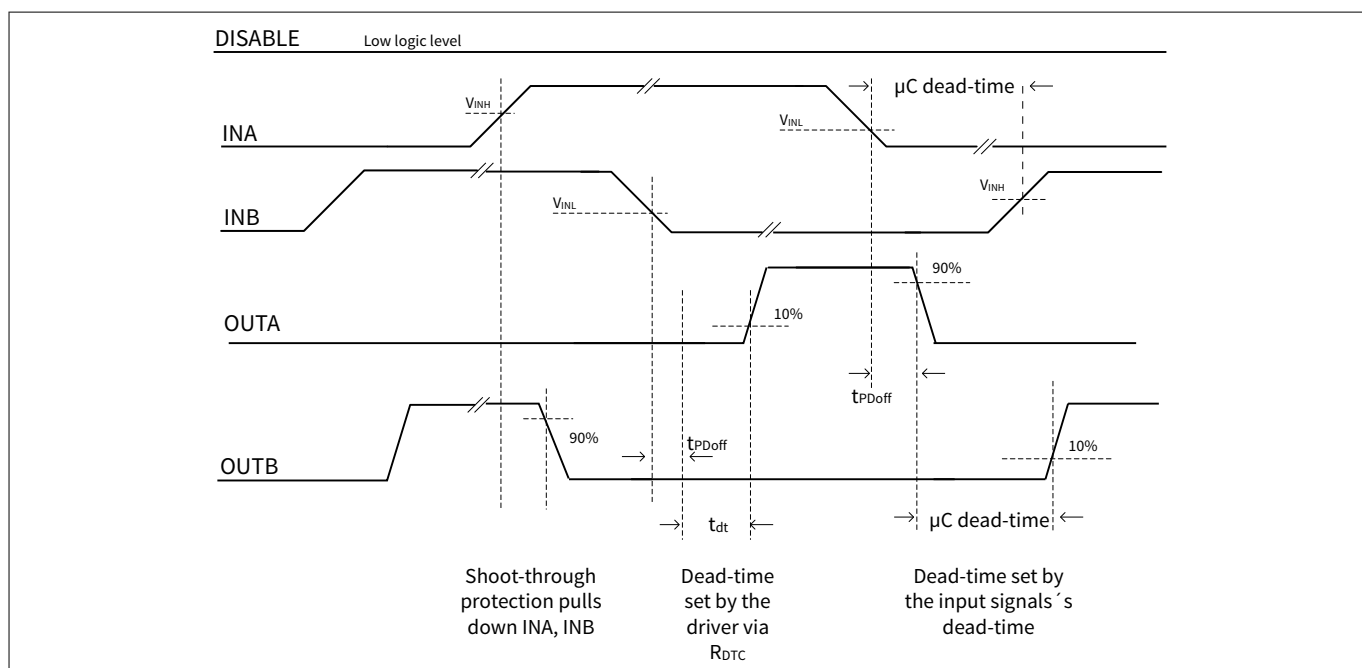 DISABLE
Low logic level
µC dead-time
VINH
VINL
INA
VINH
VINL
INB
90%
10%
OUTA
tPDoff
90%
tPDoff
10%
OUTB
tdt
µC dead-time
Shoot-through
protection pulls
down INA, INB
Dead-time
set by the
driver via
RDTC
Dead-time set by
the input signals´s
dead-time